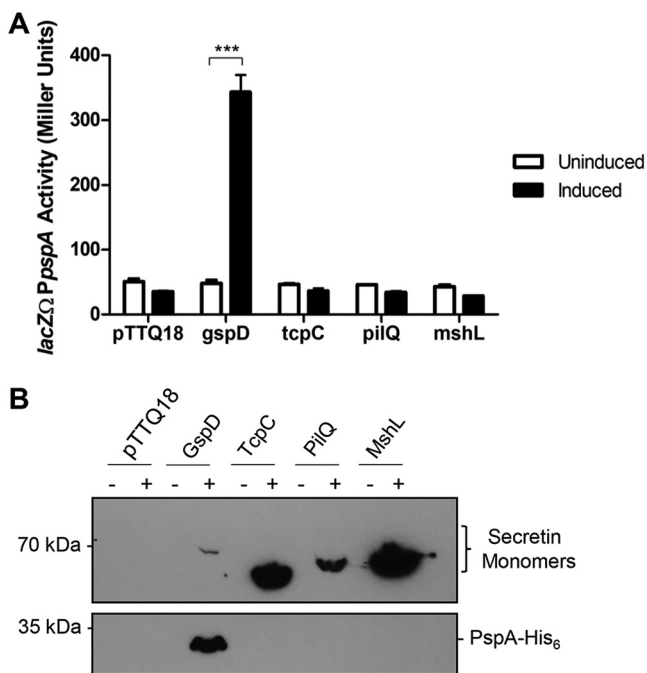 A
lacZΩ PpspA Activity (Miller Units)
400
300
200
100
0
***
Uninduced
Induced
pTTQ18 gspD tcpC pilQ mshL
B
pTTQ18 GspD TcpC PilQ MshL
- + - + - + - + - +
70 kDa
Secretin
Monomers
35 kDa
PspA-His6